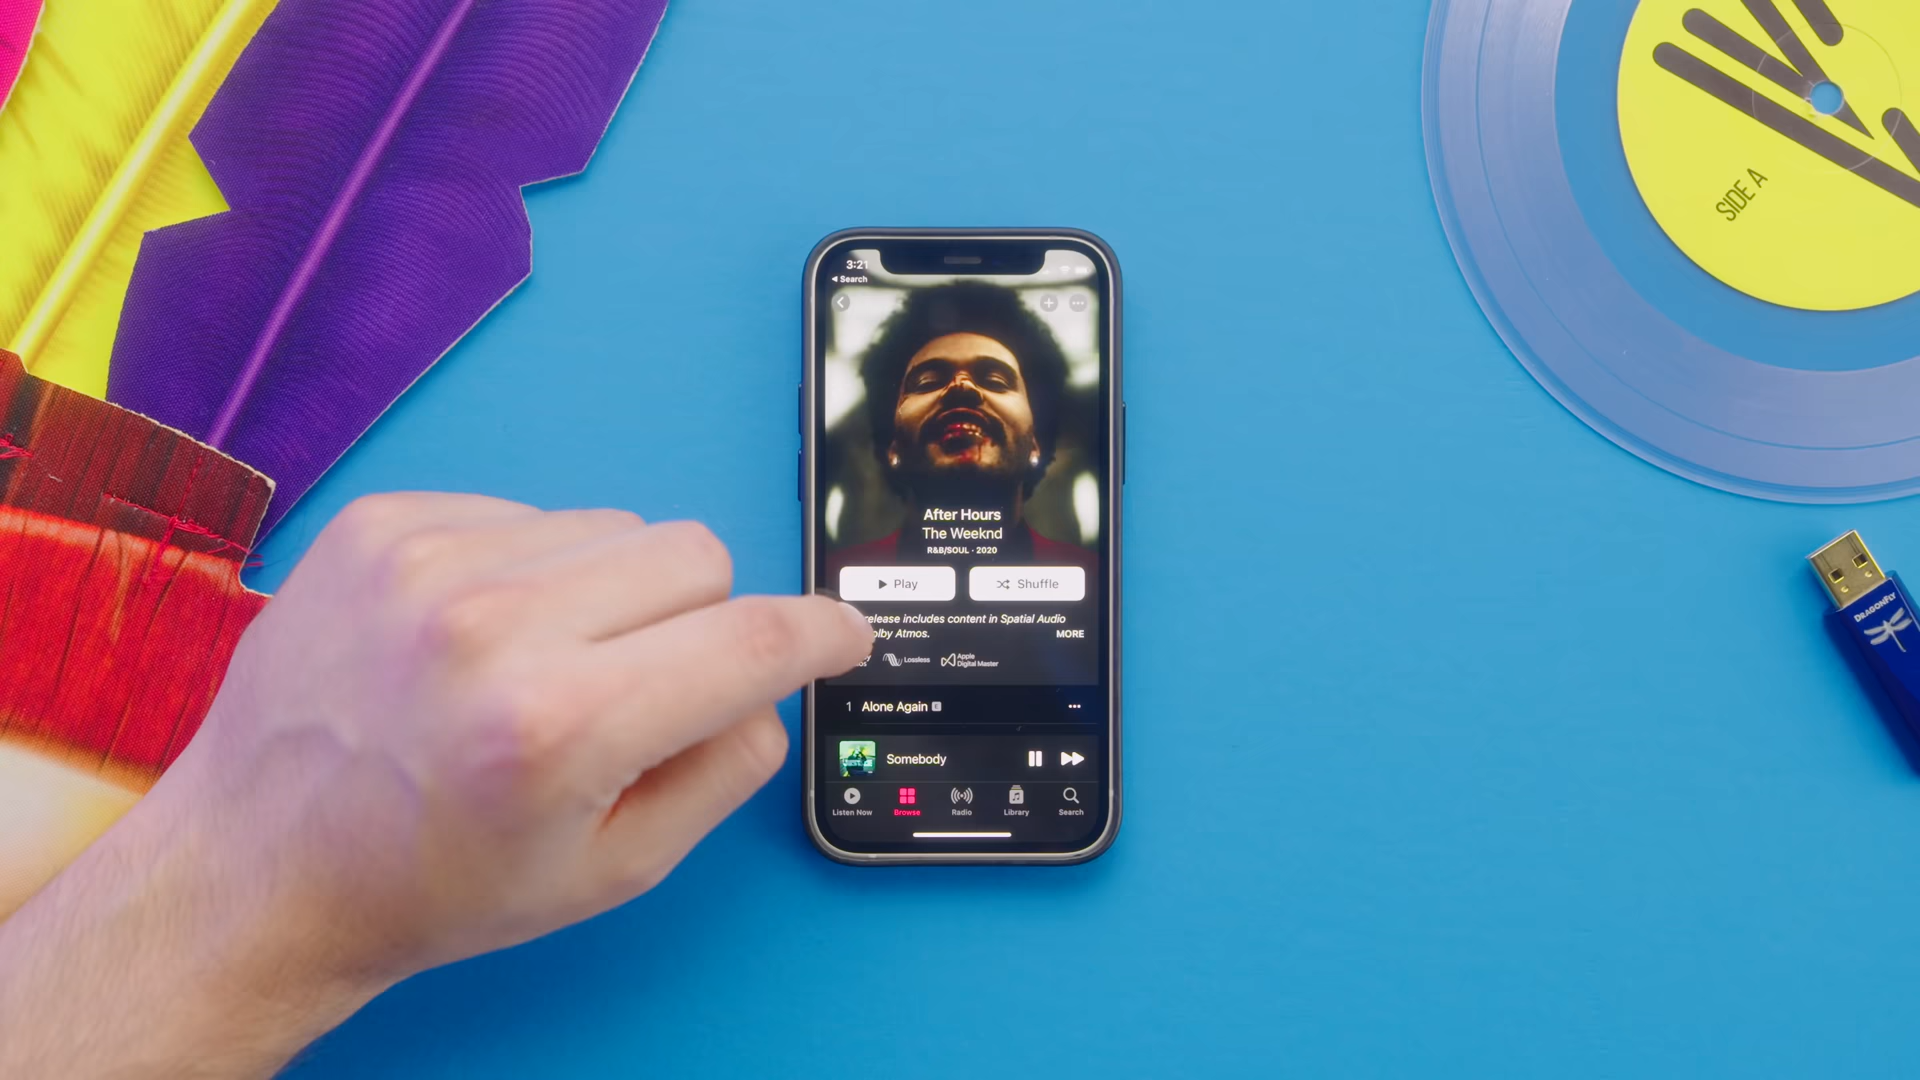 SIDE A
3:21
Search
After Hours
The Weeknd
R&B/SOUL · 2020
Play
Shuffle
release includes content in Spatial Audio
olby Atmos.
MORE
Lossless
Apple
Digital Master
DRAGONFLY
1 Alone Again E
Somebody
Listen Now
Browse
Radio
Library
Search